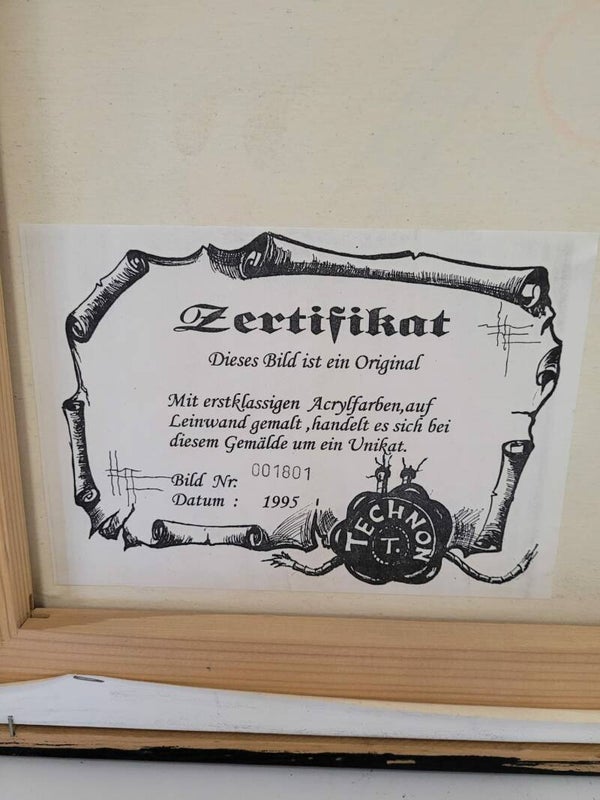 Zertifikat
Dieses Bild ist ein Original
Mit erstklassigen Acrylfarben,auf
Leinwand gemalt ,handelt es sich bei
diesem Gemälde um ein Unikat.
Bild Nr: 001801
Datum : 1995
TECHNON
T.